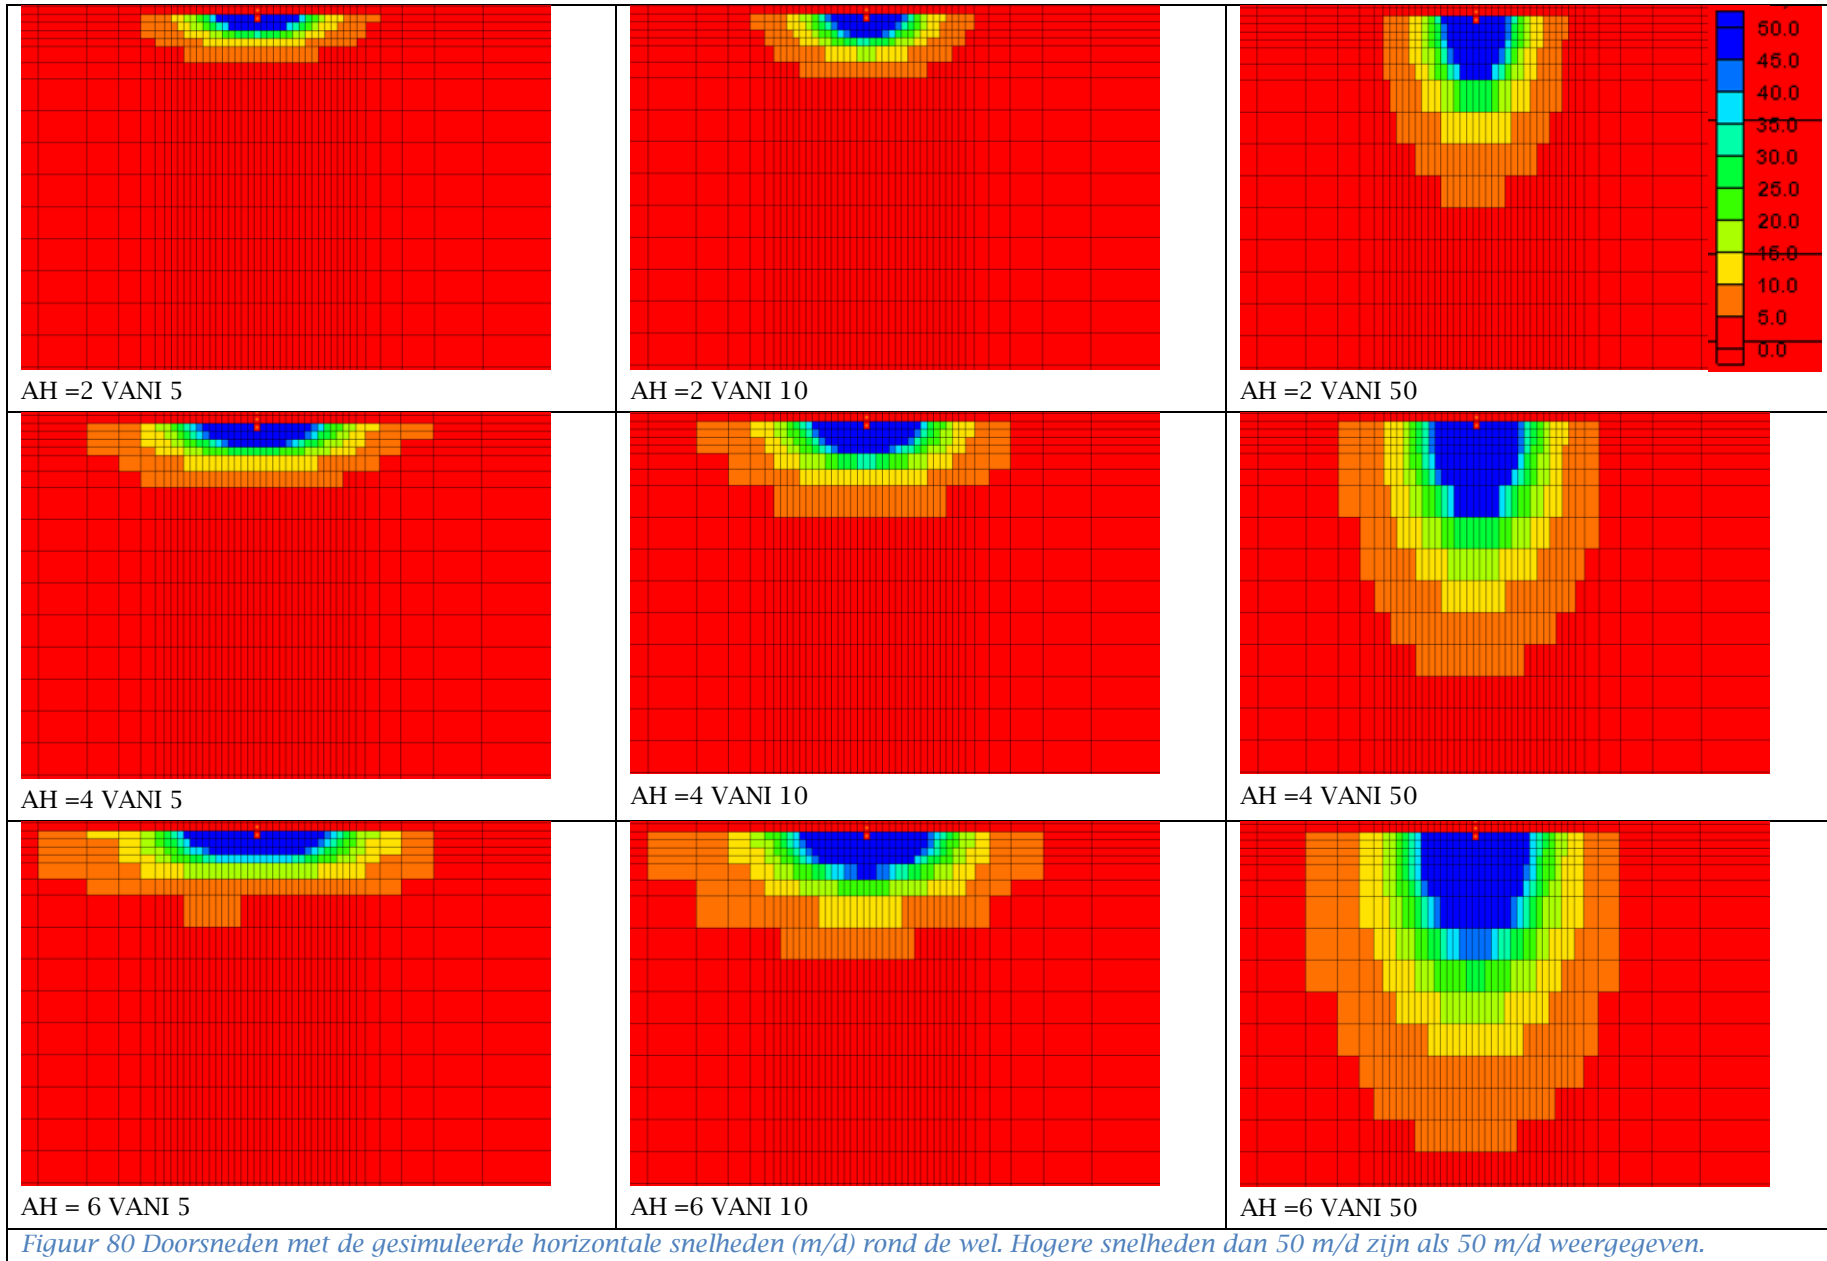 50.0
45.0
40.0
35.0
30.0
25.0
20.0
15.0
10.0
5.0
0.0
AH =2 VANI 5
AH =2 VANI 10
AH =2 VANI 50
AH =4 VANI 5
AH =4 VANI 10
AH =4 VANI 50
AH = 6 VANI 5
AH =6 VANI 10
AH =6 VANI 50
Figuur 80 Doorsneden met de gesimuleerde horizontale snelheden (m/d) rond de wel. Hogere snelheden dan 50 m/d zijn als 50 m/d weergegeven.